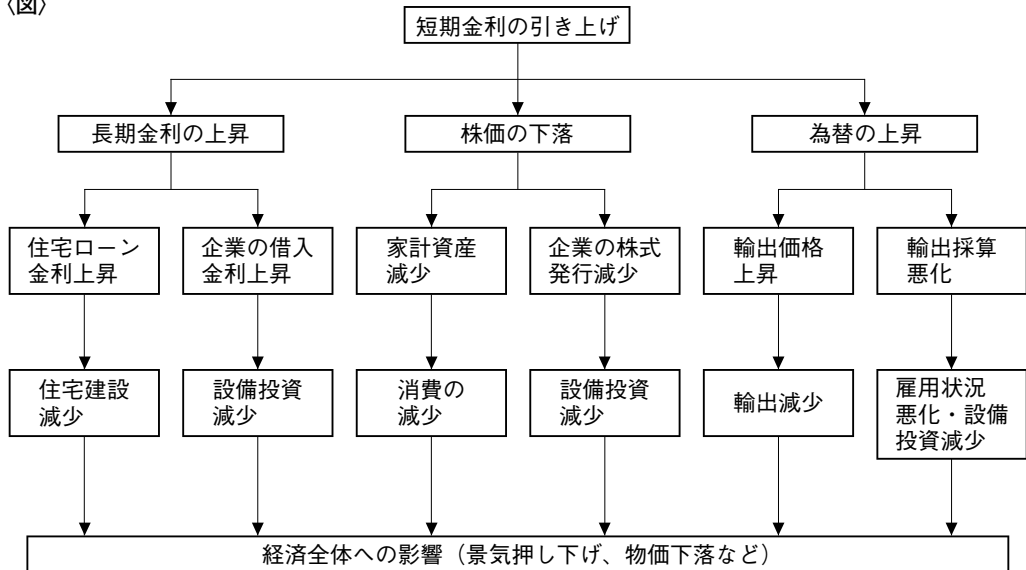 〈図〉
短期金利の引き上げ
長期金利の上昇
株価の下落
為替の上昇
住宅ローン
金利上昇
企業の借入
金利上昇
家計資産
減少
企業の株式
発行減少
輸出価格
上昇
輸出採算
悪化
住宅建設
減少
設備投資
減少
消費の
減少
設備投資
減少
輸出減少
雇用状況
悪化・設備
投資減少
経済全体への影響（景気押し下げ、物価下落など）